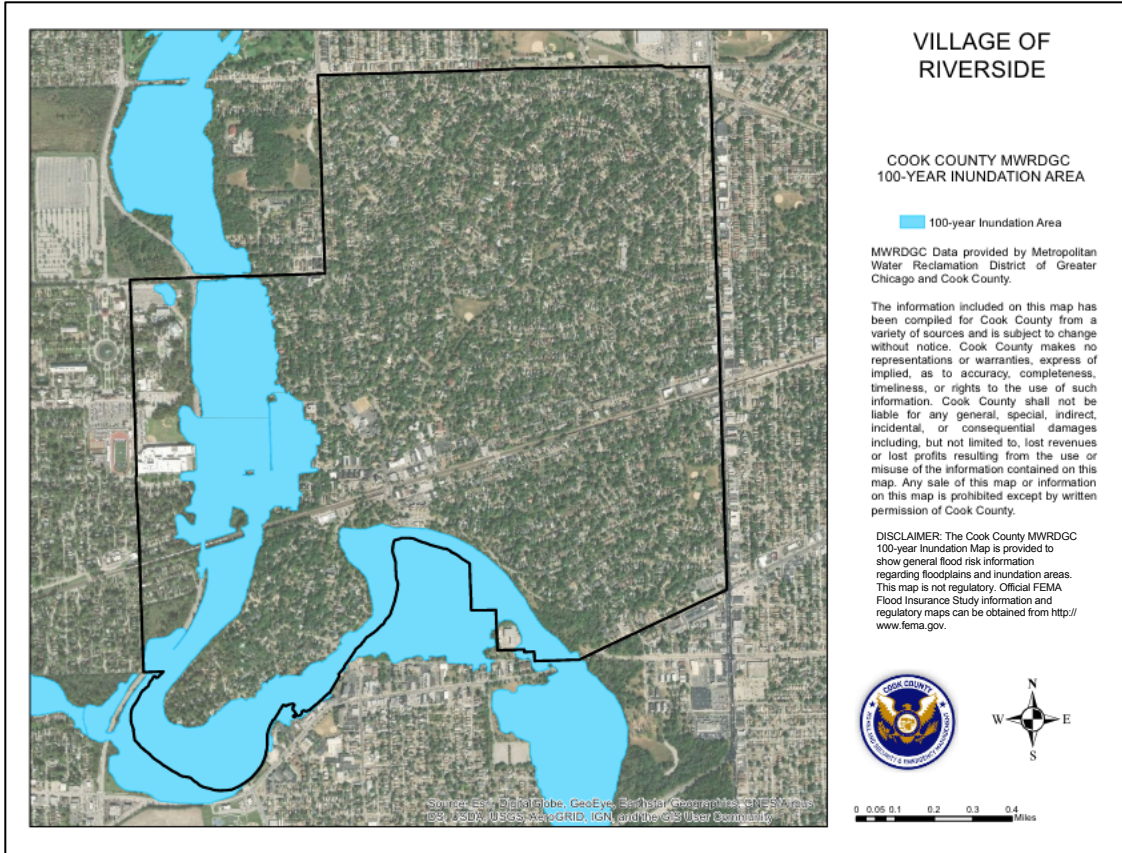 VILLAGE OF
RIVERSIDE
COOK COUNTY MWRDGC
100-YEAR INUNDATION AREA
100-year Inundation Area
MWRDGC Data provided by Metropolitan
Water Reclamation District of Greater
Chicago and Cook County.
The information included on this map has
been compiled for Cook County from a
variety of sources and is subject to change
without notice. Cook County makes no
representations or warranties, express of
implied, as to accuracy, completeness,
timeliness, or rights to the use of such
information. Cook County shall not be
liable for any general, special, indirect,
incidental, or consequential damages
including, but not limited to, lost revenues
or lost profits resulting from the use or
misuse of the information contained on this
map. Any sale of this map or information
on this map is prohibited except by written
permission of Cook County.
DISCLAIMER: The Cook County MWRDGC
100-year Inundation Map is provided to
show general flood risk information
regarding floodplains and inundation areas.
This map is not regulatory. Official FEMA
Flood Insurance Study information and
regulatory maps can be obtained from http://
www.fema.gov.
COOK COUNTY
HOMELAND SECURITY & EMERGENCY MANAGEMENT
N
W E
S
0 0.05 0.1 0.2 0.3 0.4
Miles
Source: Esri, DigitalGlobe, GeoEye, Earthstar Geographics, CNES/Airbus
DS, USDA, USGS, AeroGRID, IGN, and the GIS User Community